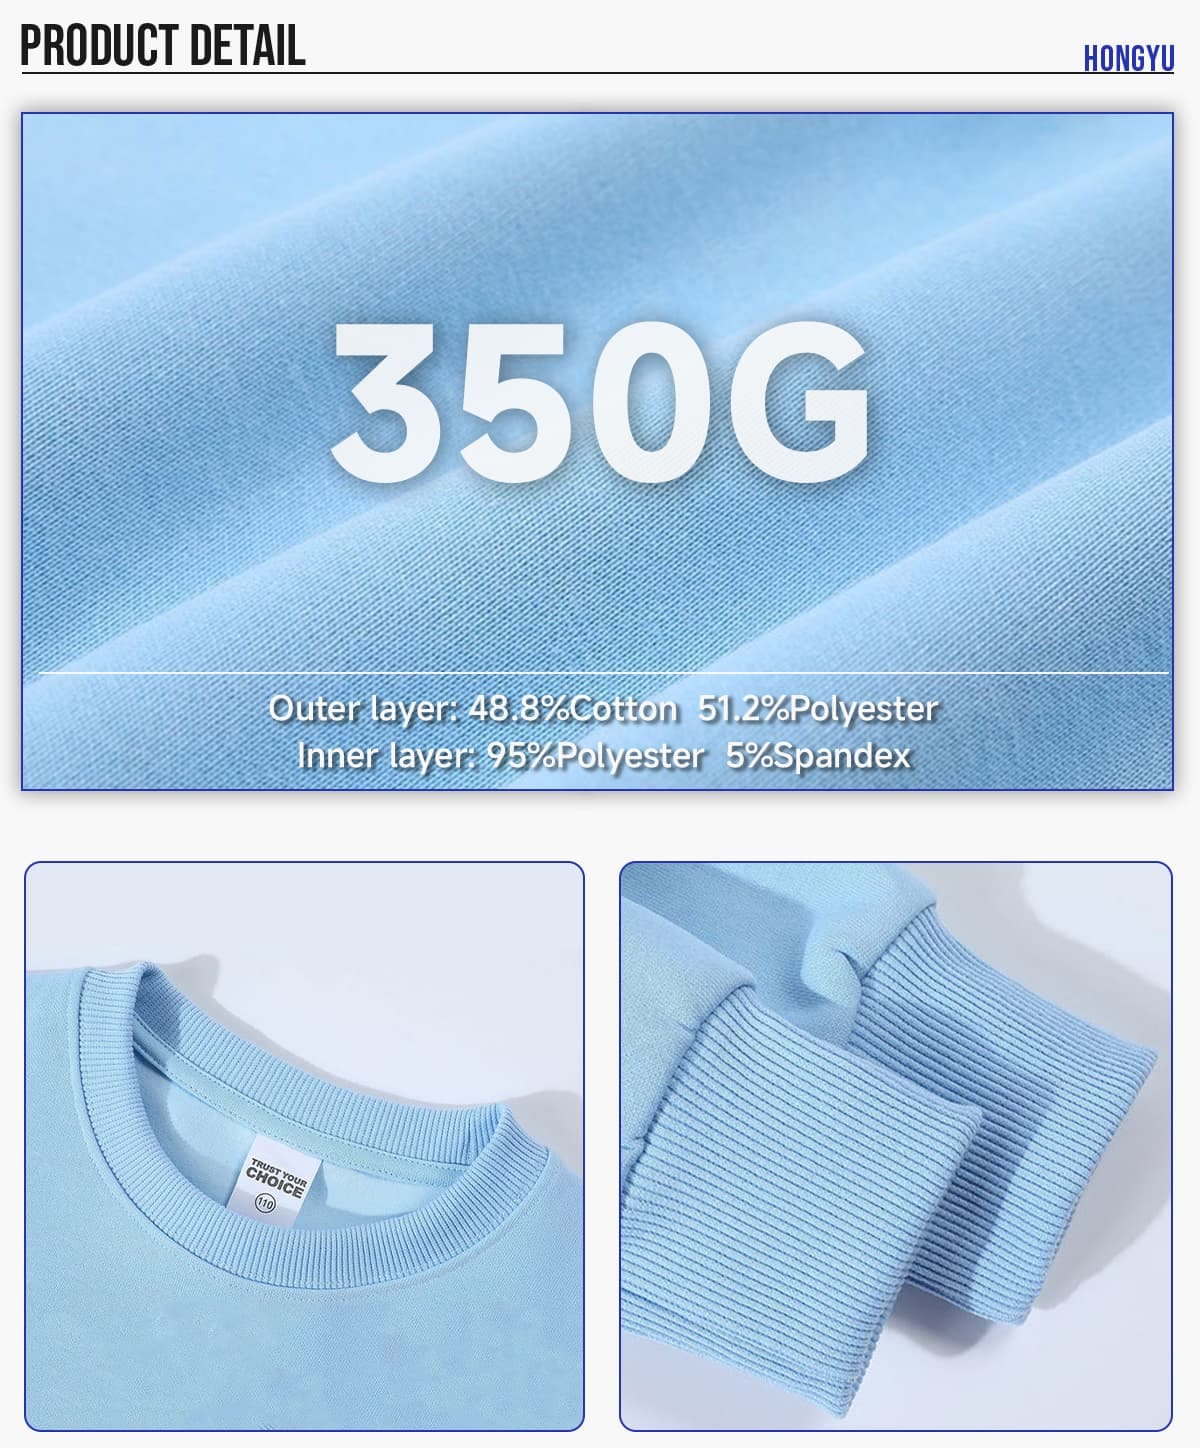 PRODUCT DETAIL
HONGYU
350G
Outer layer: 48.8%Cotton 51.2%Polyester
Inner layer: 95%Polyester 5%Spandex
TRUST YOUR
CHOICE
110